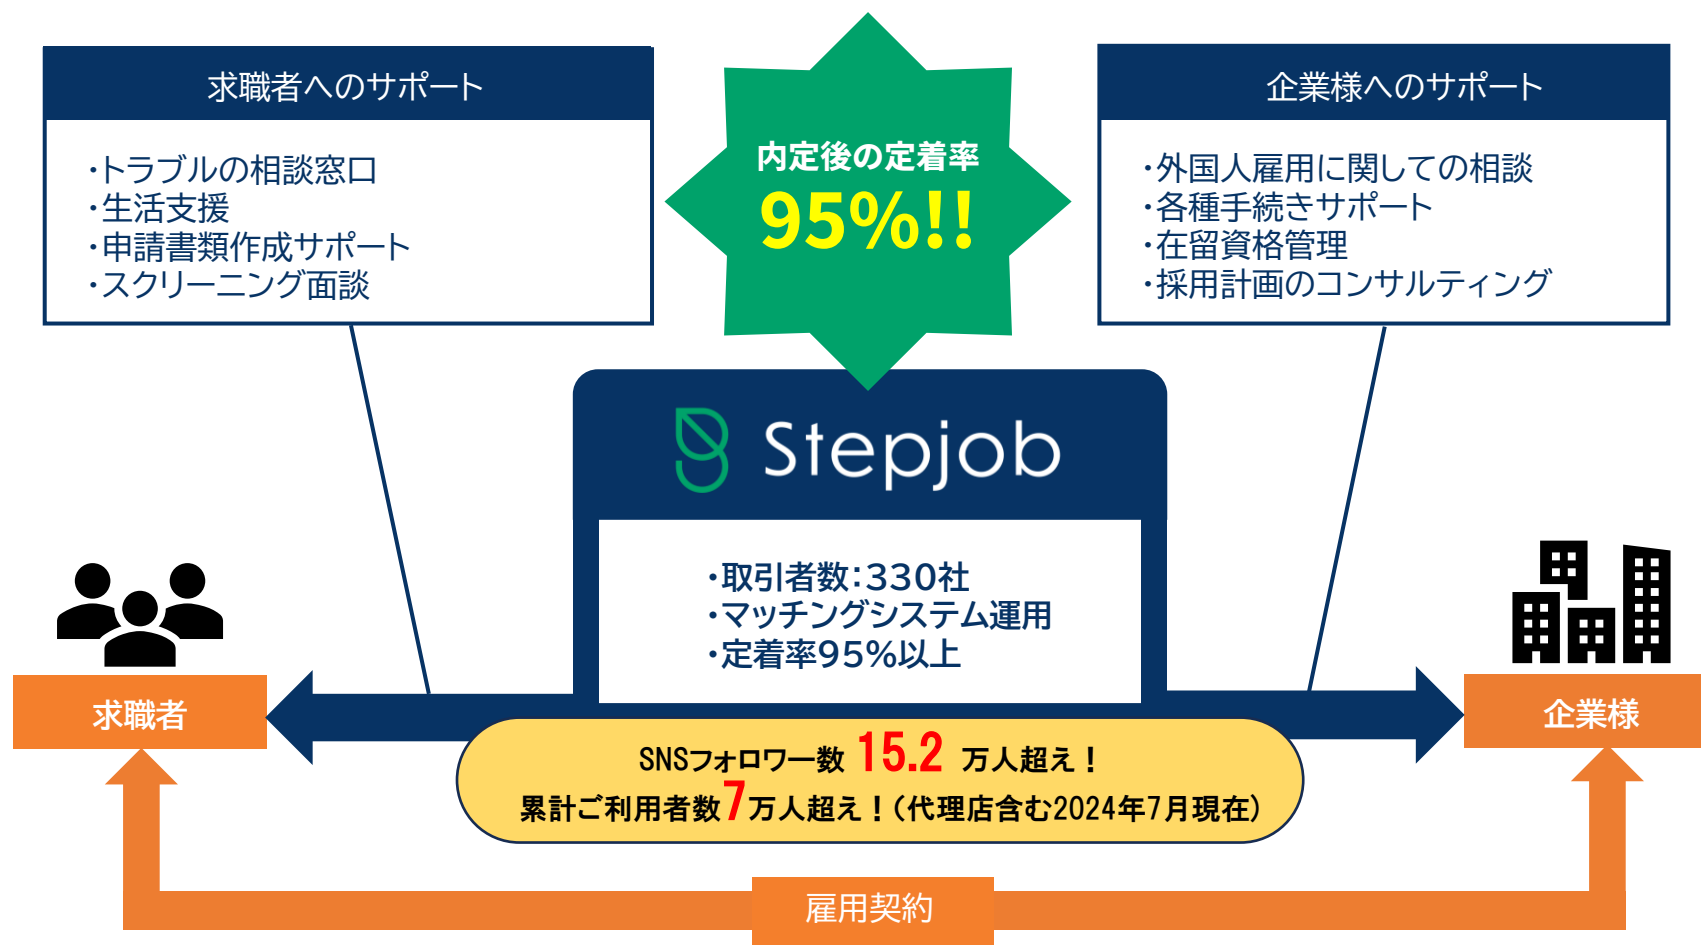 求職者へのサポート
・トラブルの相談窓口
・生活支援
・申請書類作成サポート
・スクリーニング面談
内定後の定着率
95%!!
企業様へのサポート
・外国人雇用に関しての相談
・各種手続きサポート
・在留資格管理
・採用計画のコンサルティング
Stepjob
・取引者数：330社
・マッチングシステム運用
・定着率95%以上
求職者
企業様
SNSフォロワー数 15.2 万人超え！
累計ご利用者数7万人超え！（代理店含む2024年7月現在）
雇用契約